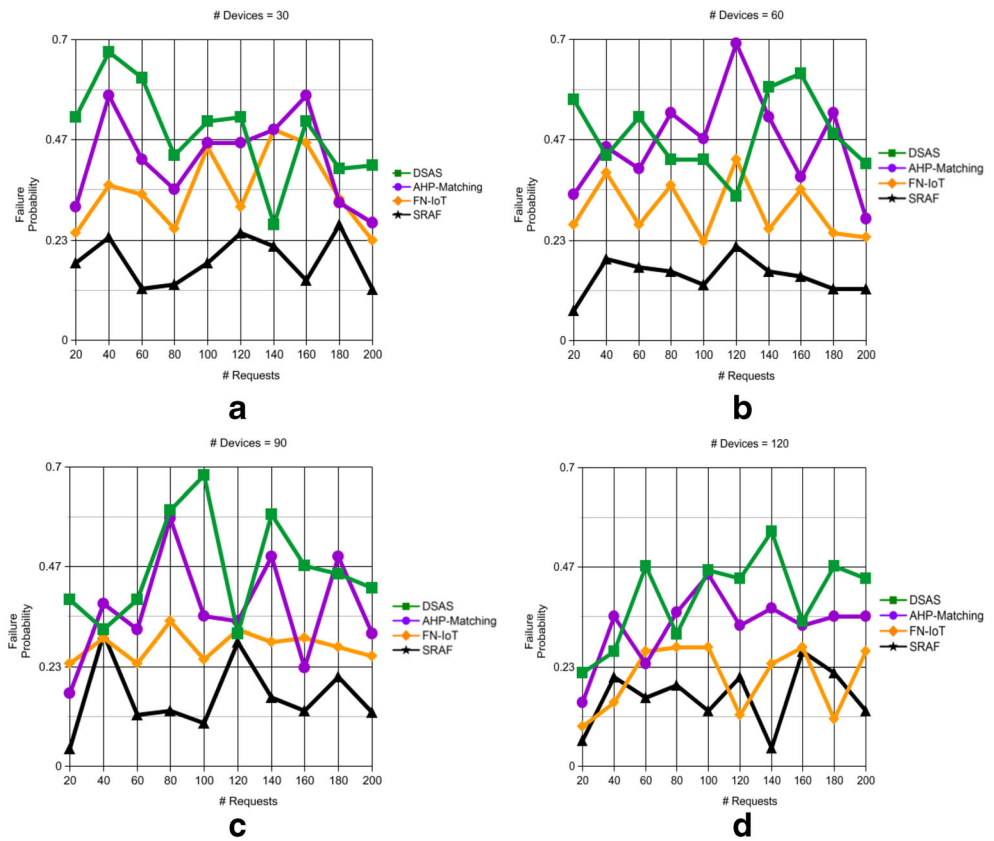 # Devices = 30
0.7
0.47
0.23
0
Failure
Probability
20 40 60 80 100 120 140 160 180 200
# Requests
DSAS
AHP-Matching
FN-IoT
SRAF
a
# Devices = 60
0.7
0.47
0.23
0
Failure
Probability
20 40 60 80 100 120 140 160 180 200
# Requests
DSAS
AHP-Matching
FN-IoT
SRAF
b
# Devices = 90
0.7
0.47
0.23
0
Failure
Probability
20 40 60 80 100 120 140 160 180 200
# Requests
DSAS
AHP-Matching
FN-IoT
SRAF
c
# Devices = 120
0.7
0.47
0.23
0
Failure
Probability
20 40 60 80 100 120 140 160 180 200
# Requests
DSAS
AHP-Matching
FN-IoT
SRAF
d